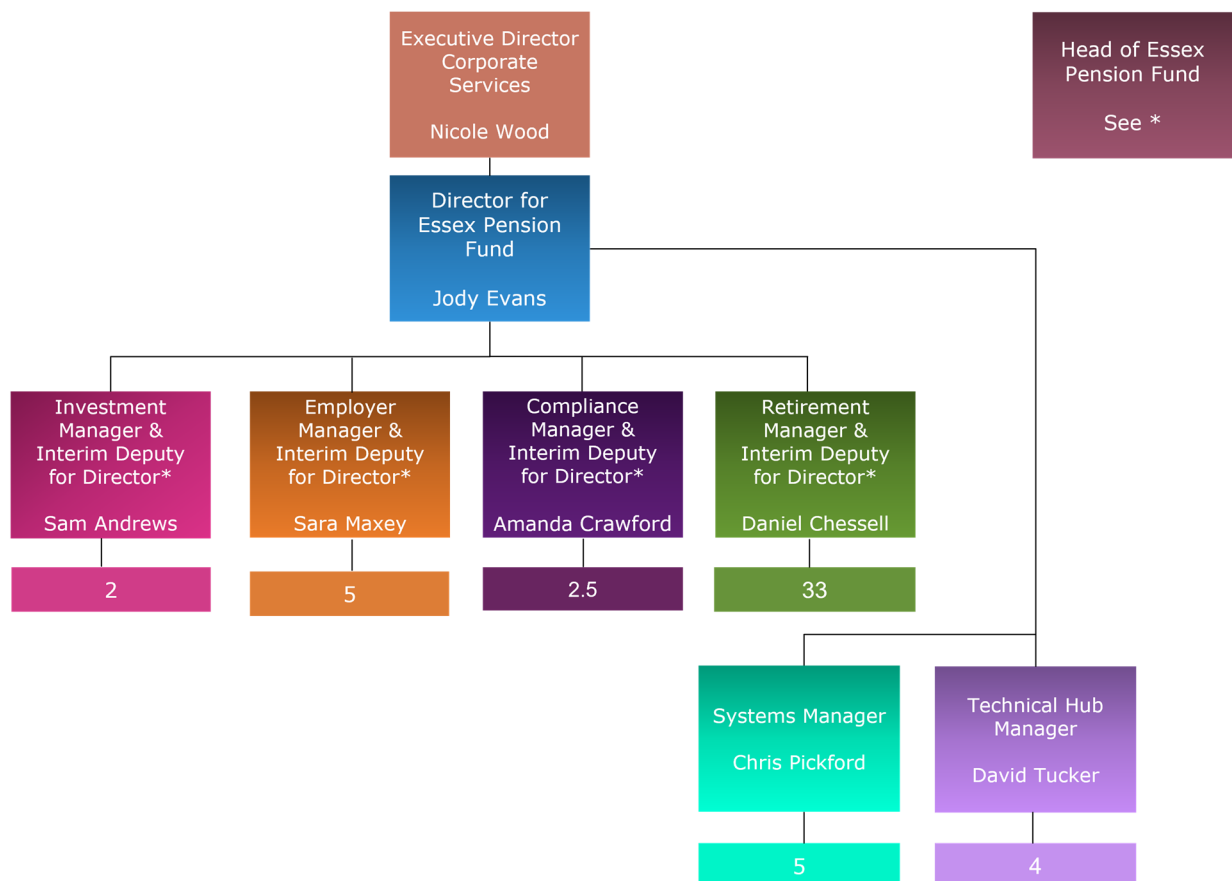 Executive Director
Corporate
Services
Nicole Wood
Head of Essex
Pension Fund
See *
Director for
Essex Pension
Fund
Jody Evans
Investment
Manager &
Interim Deputy
for Director*
Sam Andrews
Employer
Manager &
Interim Deputy
for Director*
Sara Maxey
Compliance
Manager &
Interim Deputy
for Director*
Amanda Crawford
Retirement
Manager &
Interim Deputy
for Director*
Daniel Chessell
2
5
2.5
33
Systems Manager
Chris Pickford
Technical Hub
Manager
David Tucker
5
4